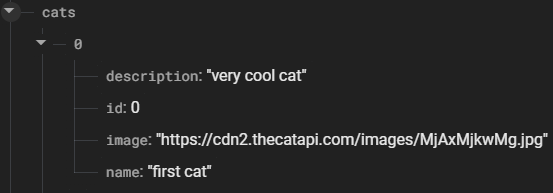 cats
0
description: "very cool cat"
id: 0
image: "https://cdn2.thecatapi.com/images/MjAxMjkwMg.jpg"
name: "first cat"